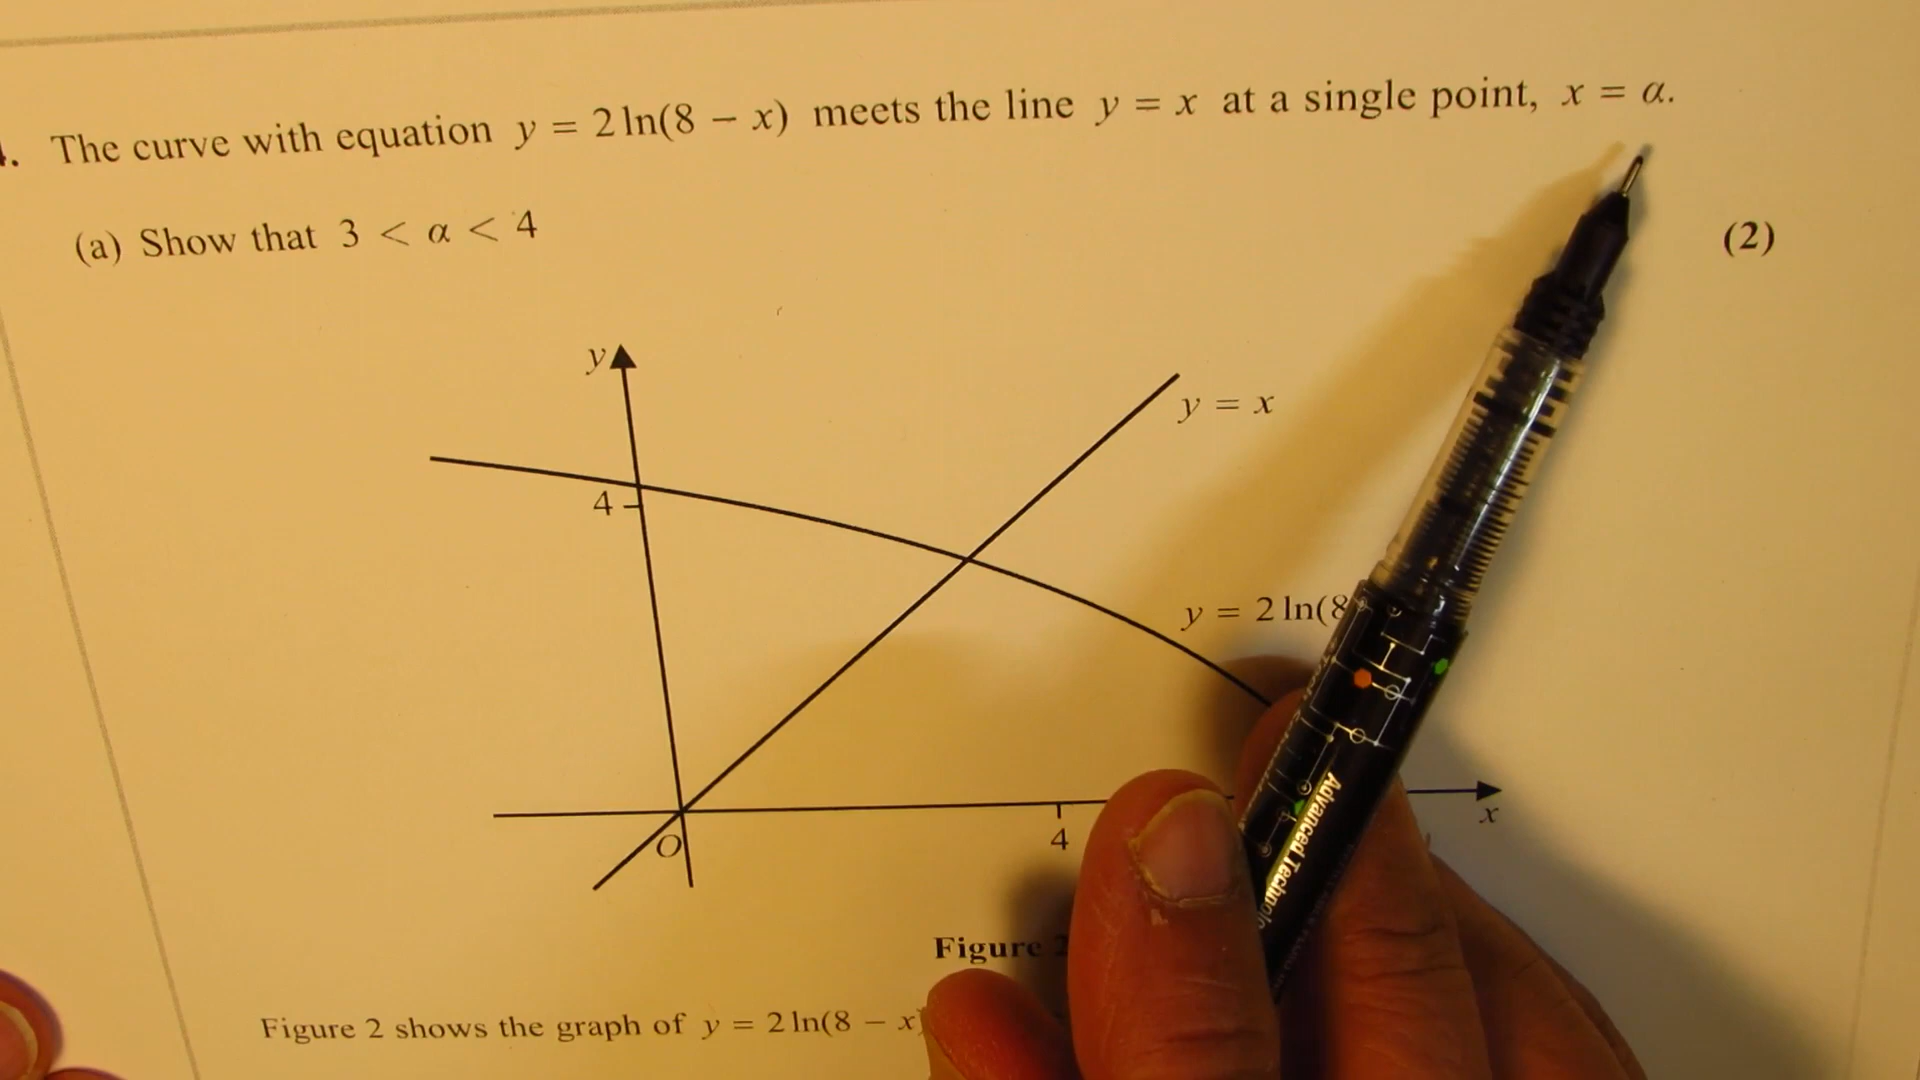 . The curve with equation y = 2 ln(8 − x) meets the line y = x at a single point, x = α.
(a) Show that 3 < α < 4
(2)
y
y = x
4
y = 2 ln(8
O
4
x
Advanced
Figure
Figure 2 shows the graph of y = 2 ln(8 − x)